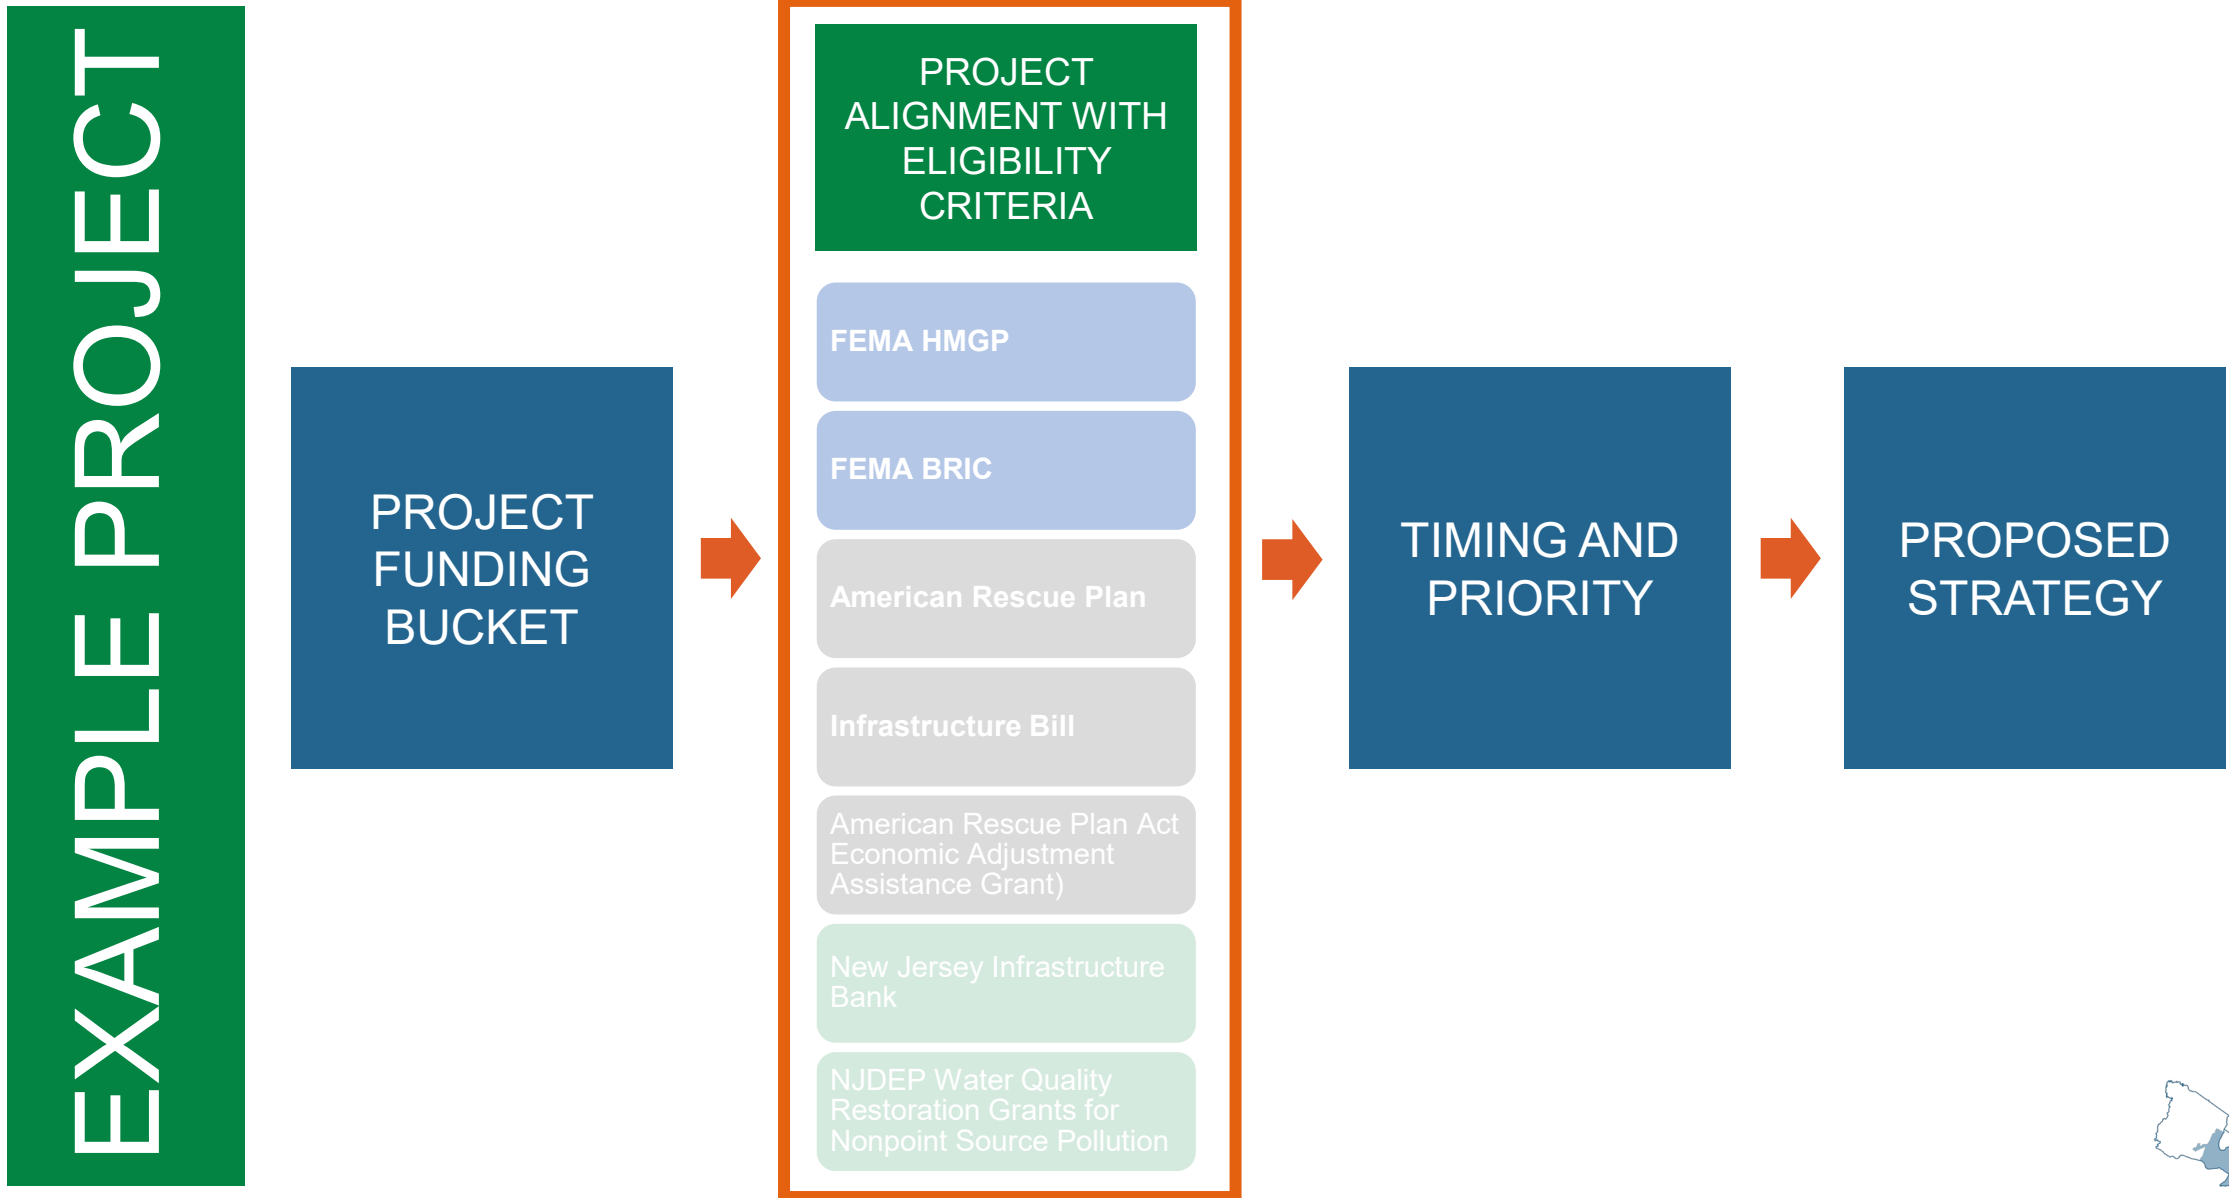 EXAMPLE PROJECT
PROJECT
FUNDING
BUCKET
PROJECT
ALIGNMENT WITH
ELIGIBILITY
CRITERIA
FEMA HMGP
FEMA BRIC
American Rescue Plan
Infrastructure Bill
American Rescue Plan Act
Economic Adjustment
Assistance Grant)
New Jersey Infrastructure
Bank
NJDEP Water Quality
Restoration Grants for
Nonpoint Source Pollution
TIMING AND
PRIORITY
PROPOSED
STRATEGY